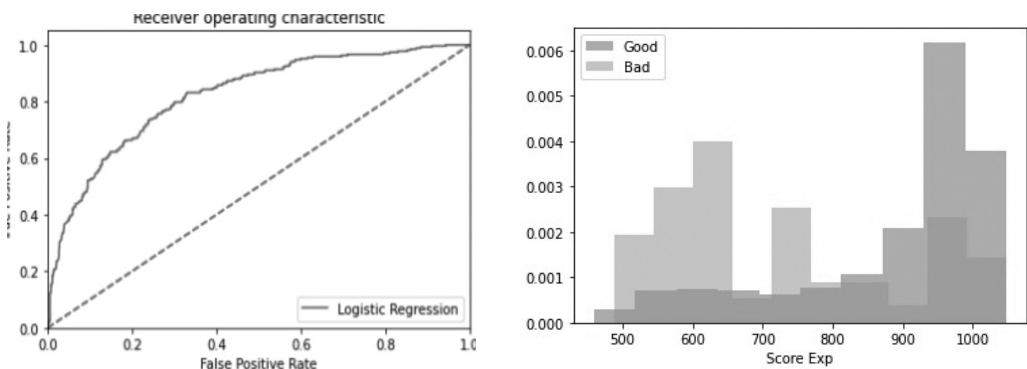 Receiver operating characteristic
1.0
0.8
0.6
0.4
0.2
0.0
Logistic Regression
0.0 0.2 0.4 0.6 0.8 1.0
False Positive Rate
Good
Bad
0.006
0.005
0.004
0.003
0.002
0.001
0.000
500 600 700 800 900 1000
Score Exp